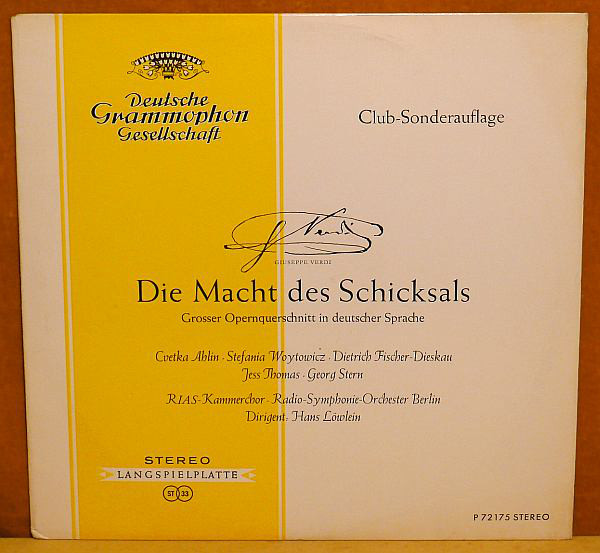 Deutsche
Grammophon
Gesellschaft
Club-Sonderauflage
G Verdi
GIUSEPPE VERDI
Die Macht des Schicksals
Grosser Opernquerschnitt in deutscher Sprache
Cvetka Ahlin · Stefania Woytowicz · Dietrich Fischer-Dieskau
Jess Thomas · Georg Stern
RIAS-Kammerchor · Radio-Symphonie-Orchester Berlin
Dirigent: Hans Löwlein
STEREO
LANGSPIELPLATTE
ST 33
P 72175 STEREO